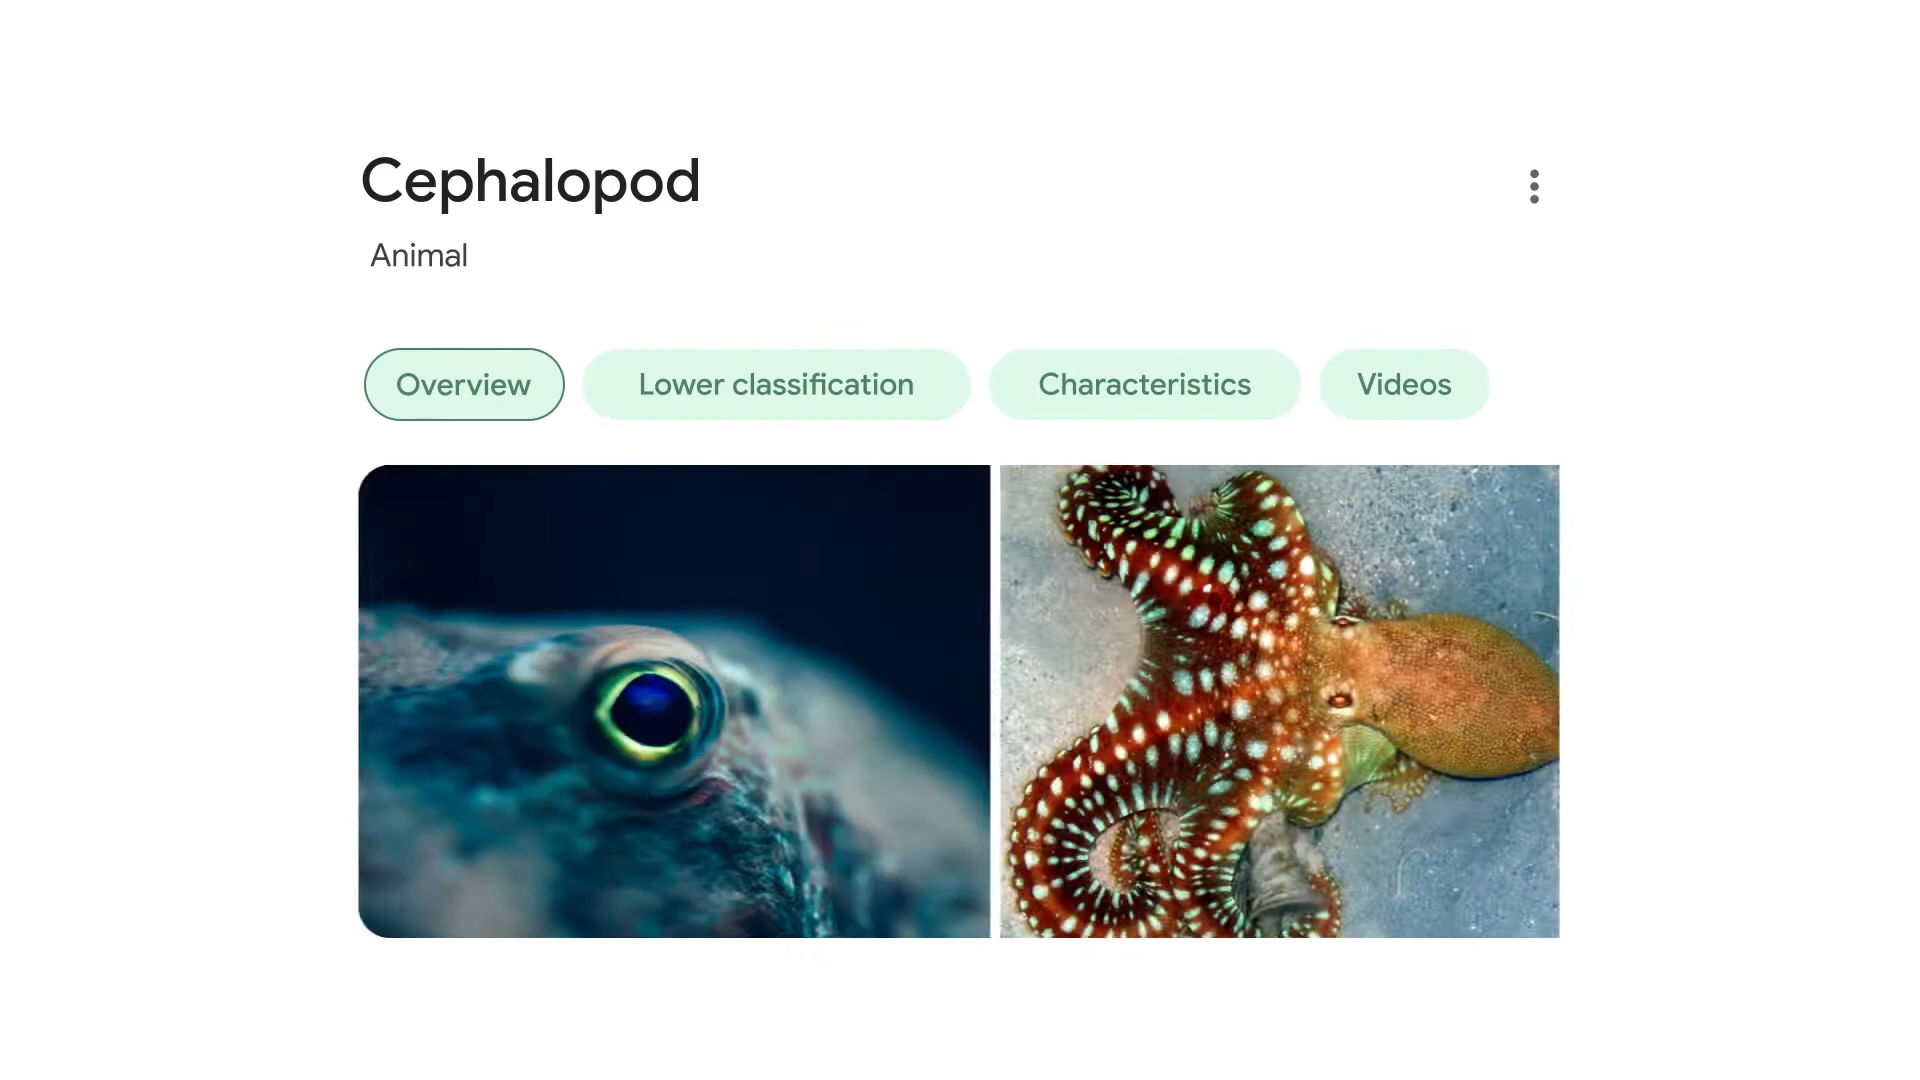 Cephalopod
Animal
Overview
Lower classification
Characteristics
Videos